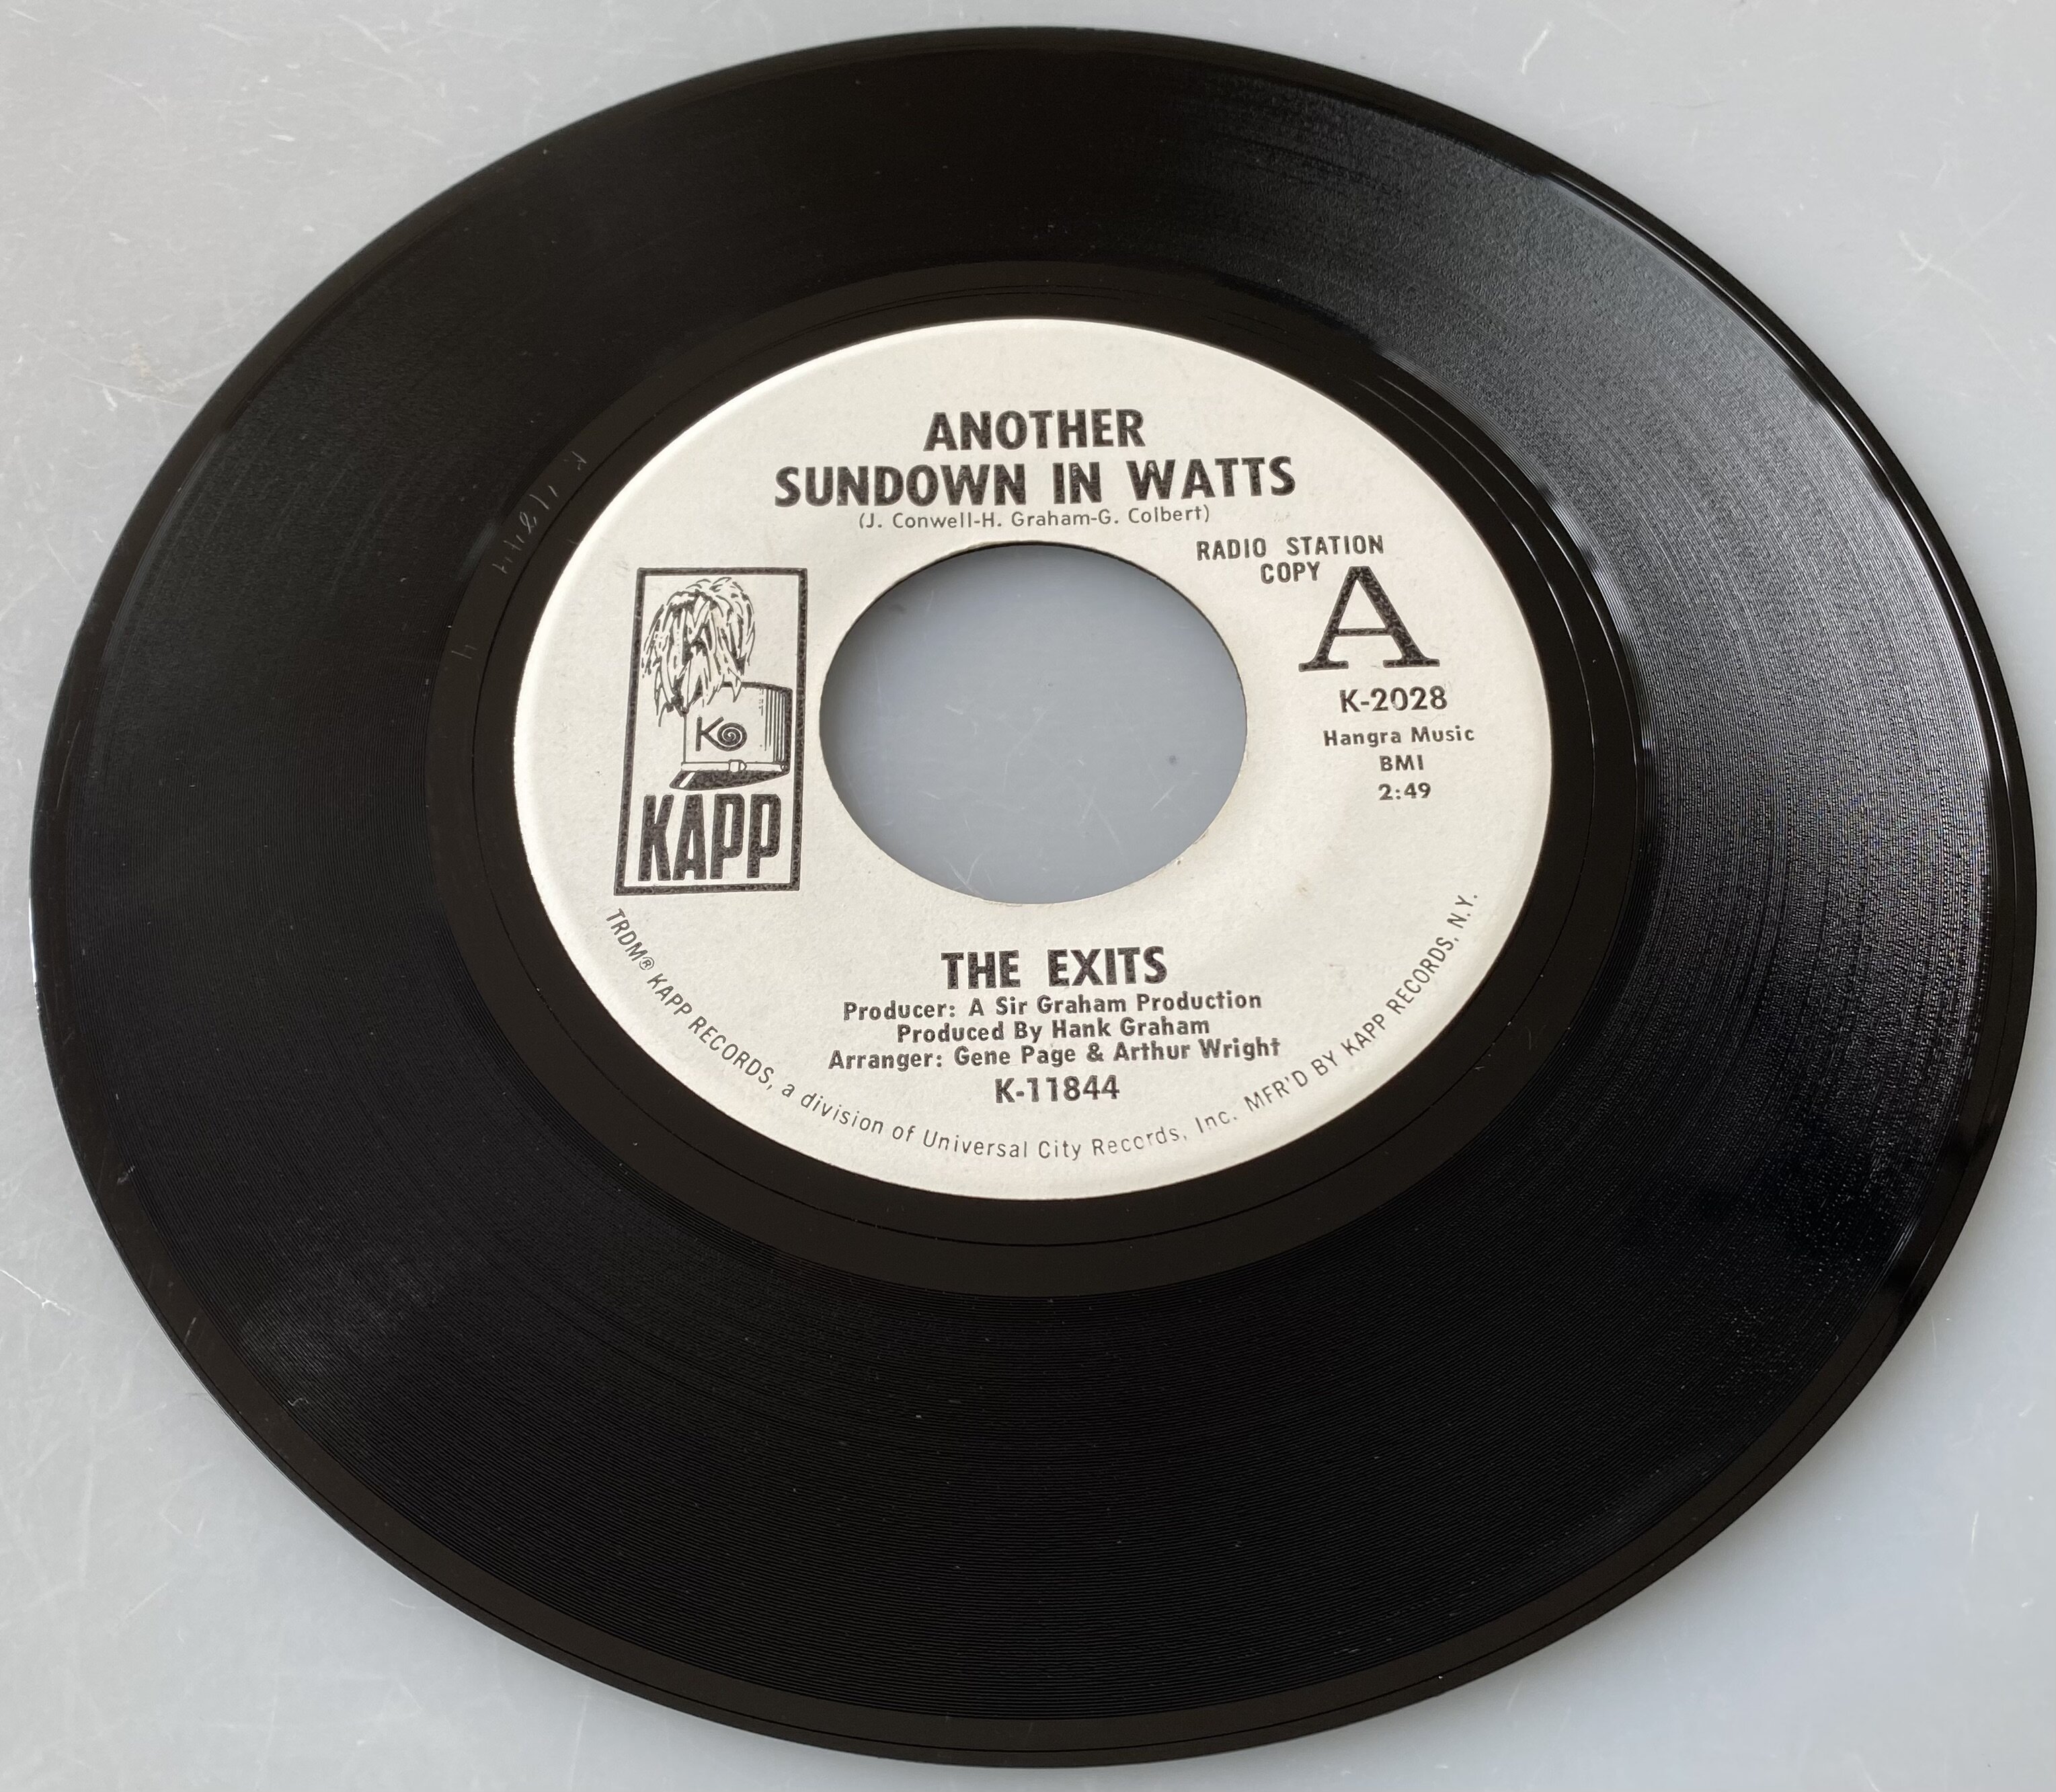 ANOTHER
SUNDOWN IN WATTS
(J. Conwell-H. Graham-G. Colbert)
RADIO STATION
COPY
A
K-2028
Hangra Music
BMI
2:49
K
KAPP
THE EXITS
Producer: A Sir Graham Production
Produced By Hank Graham
Arranger: Gene Page & Arthur Wright
K-11844
TRDM® KAPP RECORDS, a division of Universal City Records, Inc. MFR'D BY KAPP RECORDS, N.Y.